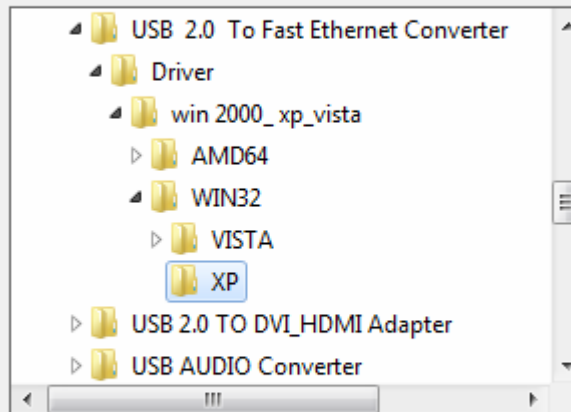 USB 2.0 To Fast Ethernet Converter
Driver
win 2000_ xp_vista
AMD64
WIN32
VISTA
XP
USB 2.0 TO DVI_HDMI Adapter
USB AUDIO Converter